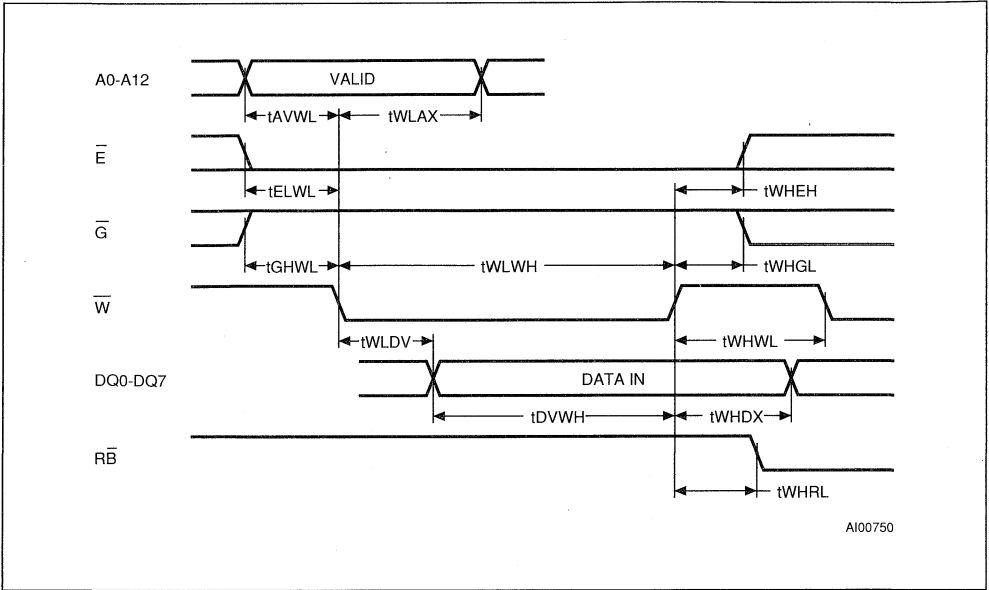 A0-A12 VALID
tAVWL tWLAX
E̅
tELWL tWHEH
G̅
tGHWL tWLWH tWHGL
W̅
tWLDV tWHWL
DQ0-DQ7 DATA IN
tDVWH tWHDX
RB̅
tWHRL
AI00750